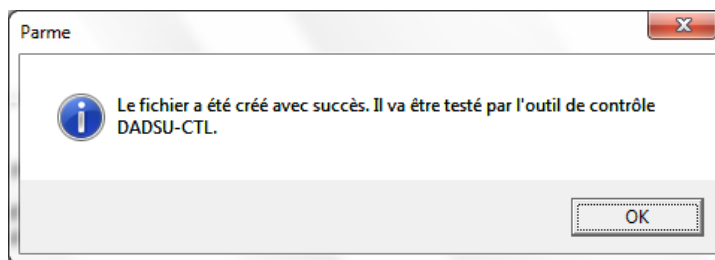 Parme
Le fichier a été créé avec succès. Il va être testé par l'outil de contrôle
DADSU-CTL.
OK